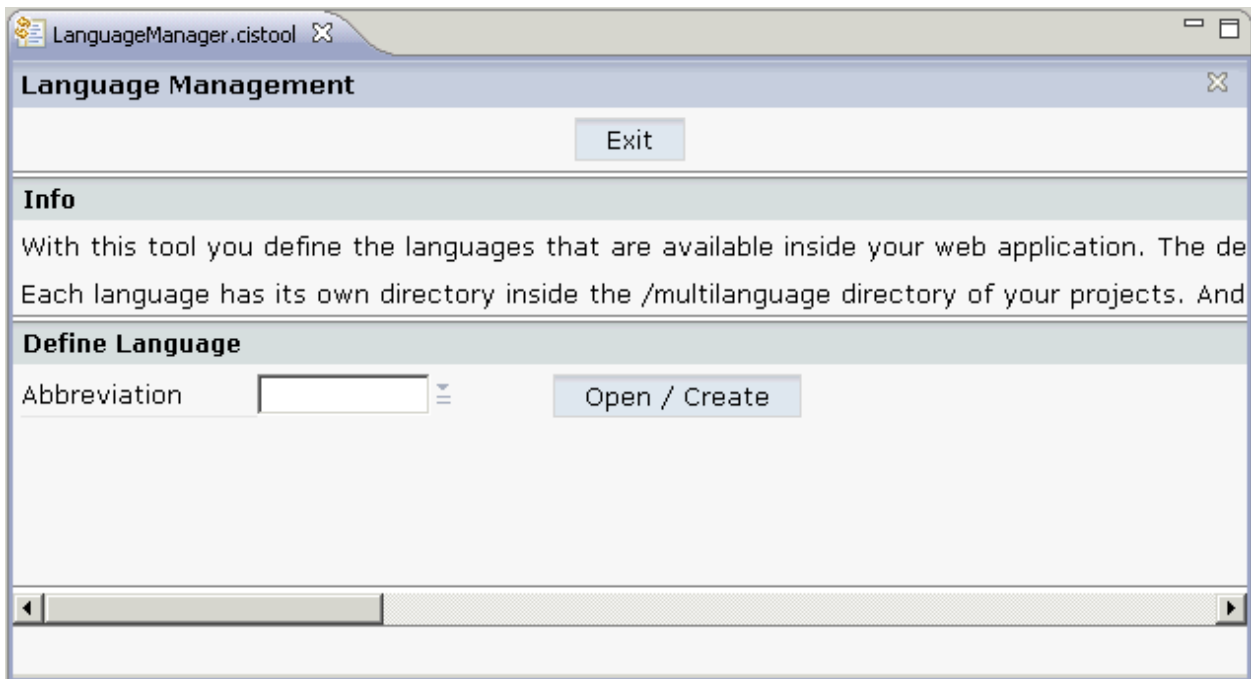 LanguageManager.cistool
Language Management
Exit
Info
With this tool you define the languages that are available inside your web application. The de
Each language has its own directory inside the /multilanguage directory of your projects. And
Define Language
Abbreviation Open / Create